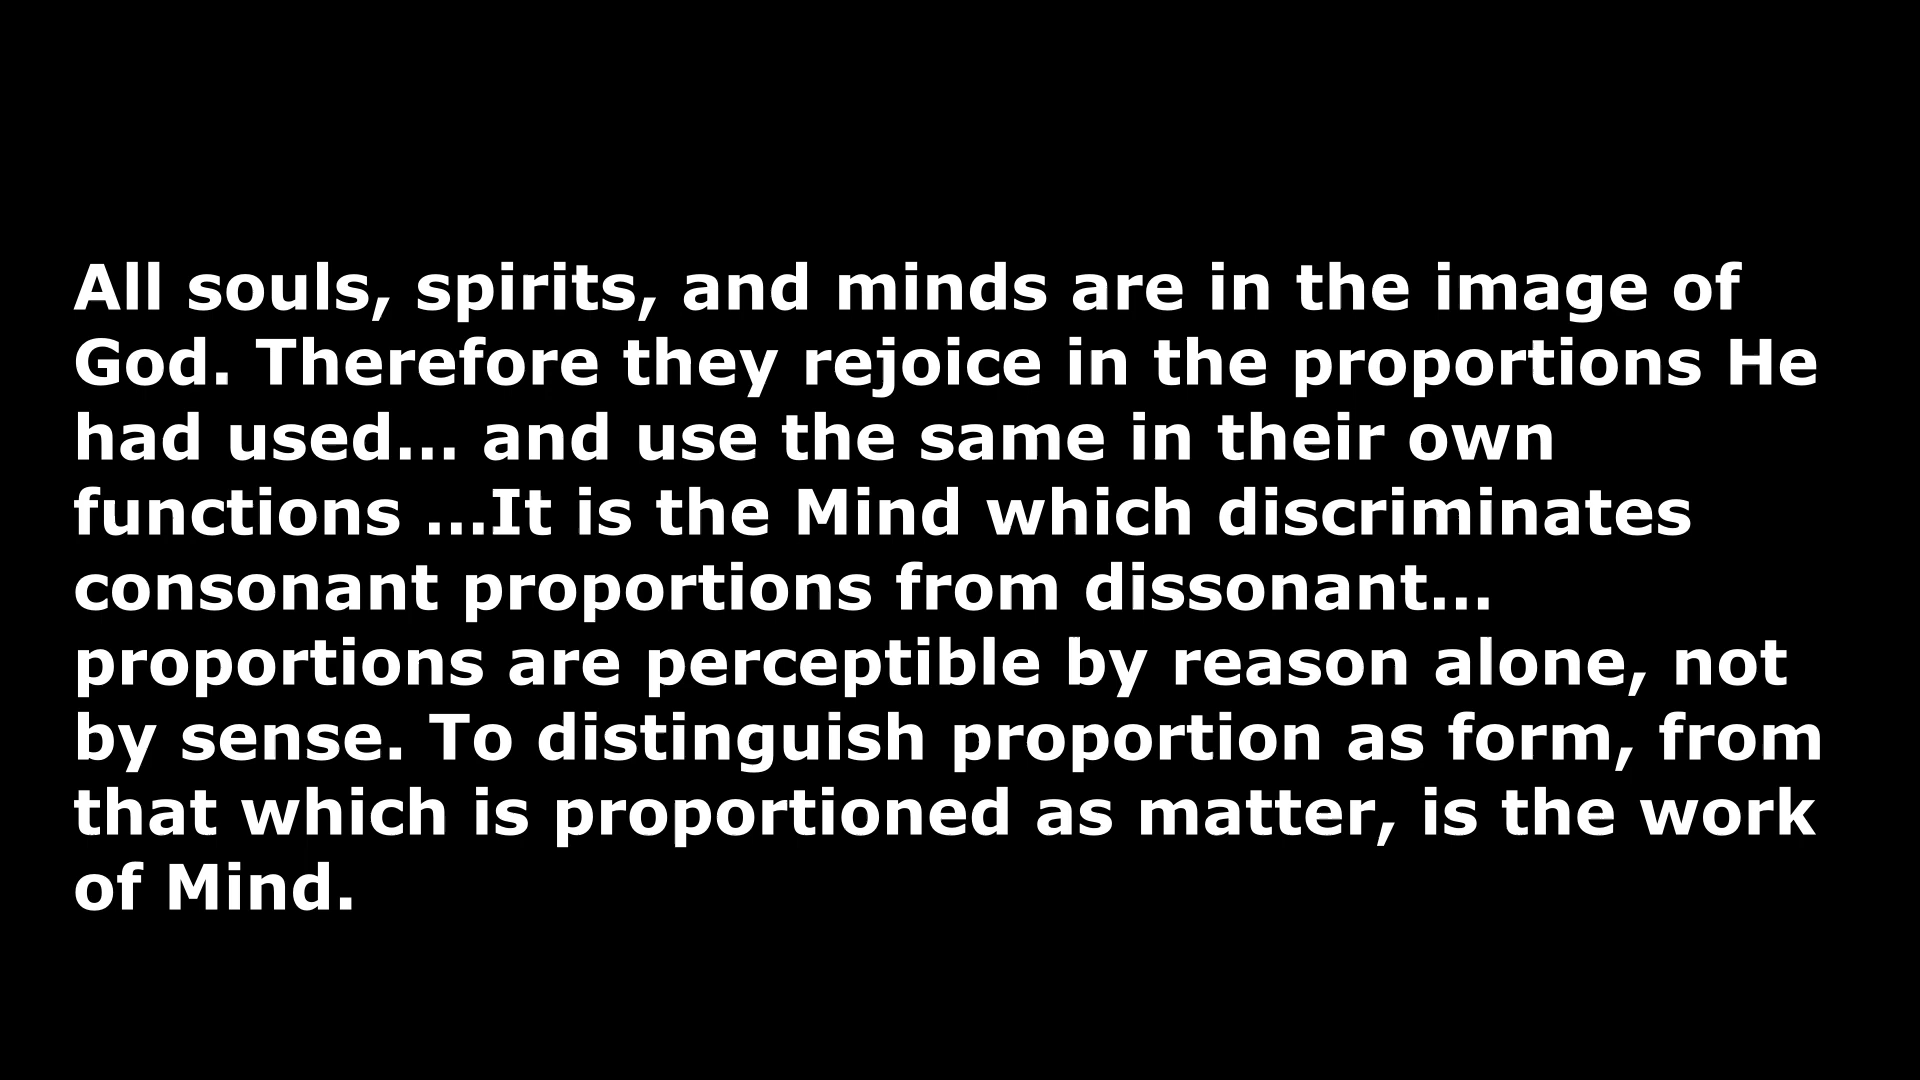 All souls, spirits, and minds are in the image of
God. Therefore they rejoice in the proportions He
had used… and use the same in their own
functions …It is the Mind which discriminates
consonant proportions from dissonant…
proportions are perceptible by reason alone, not
by sense. To distinguish proportion as form, from
that which is proportioned as matter, is the work
of Mind.